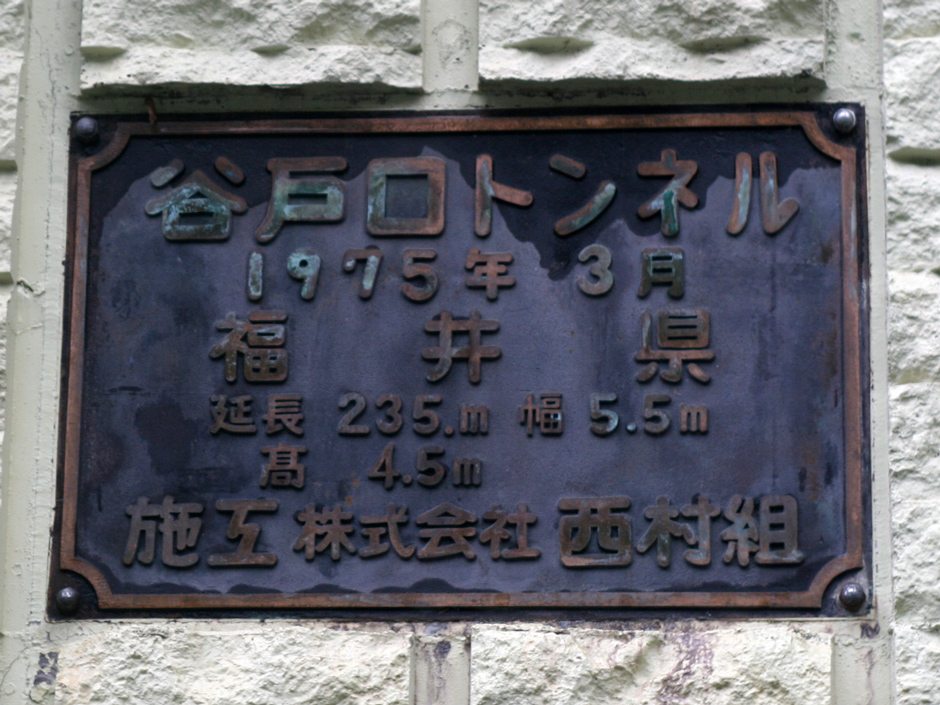 谷戸口トンネル
1975年 3月
福井県
延長 235.m 幅 5.5m
髙 4.5m
施工 株式会社 西村組